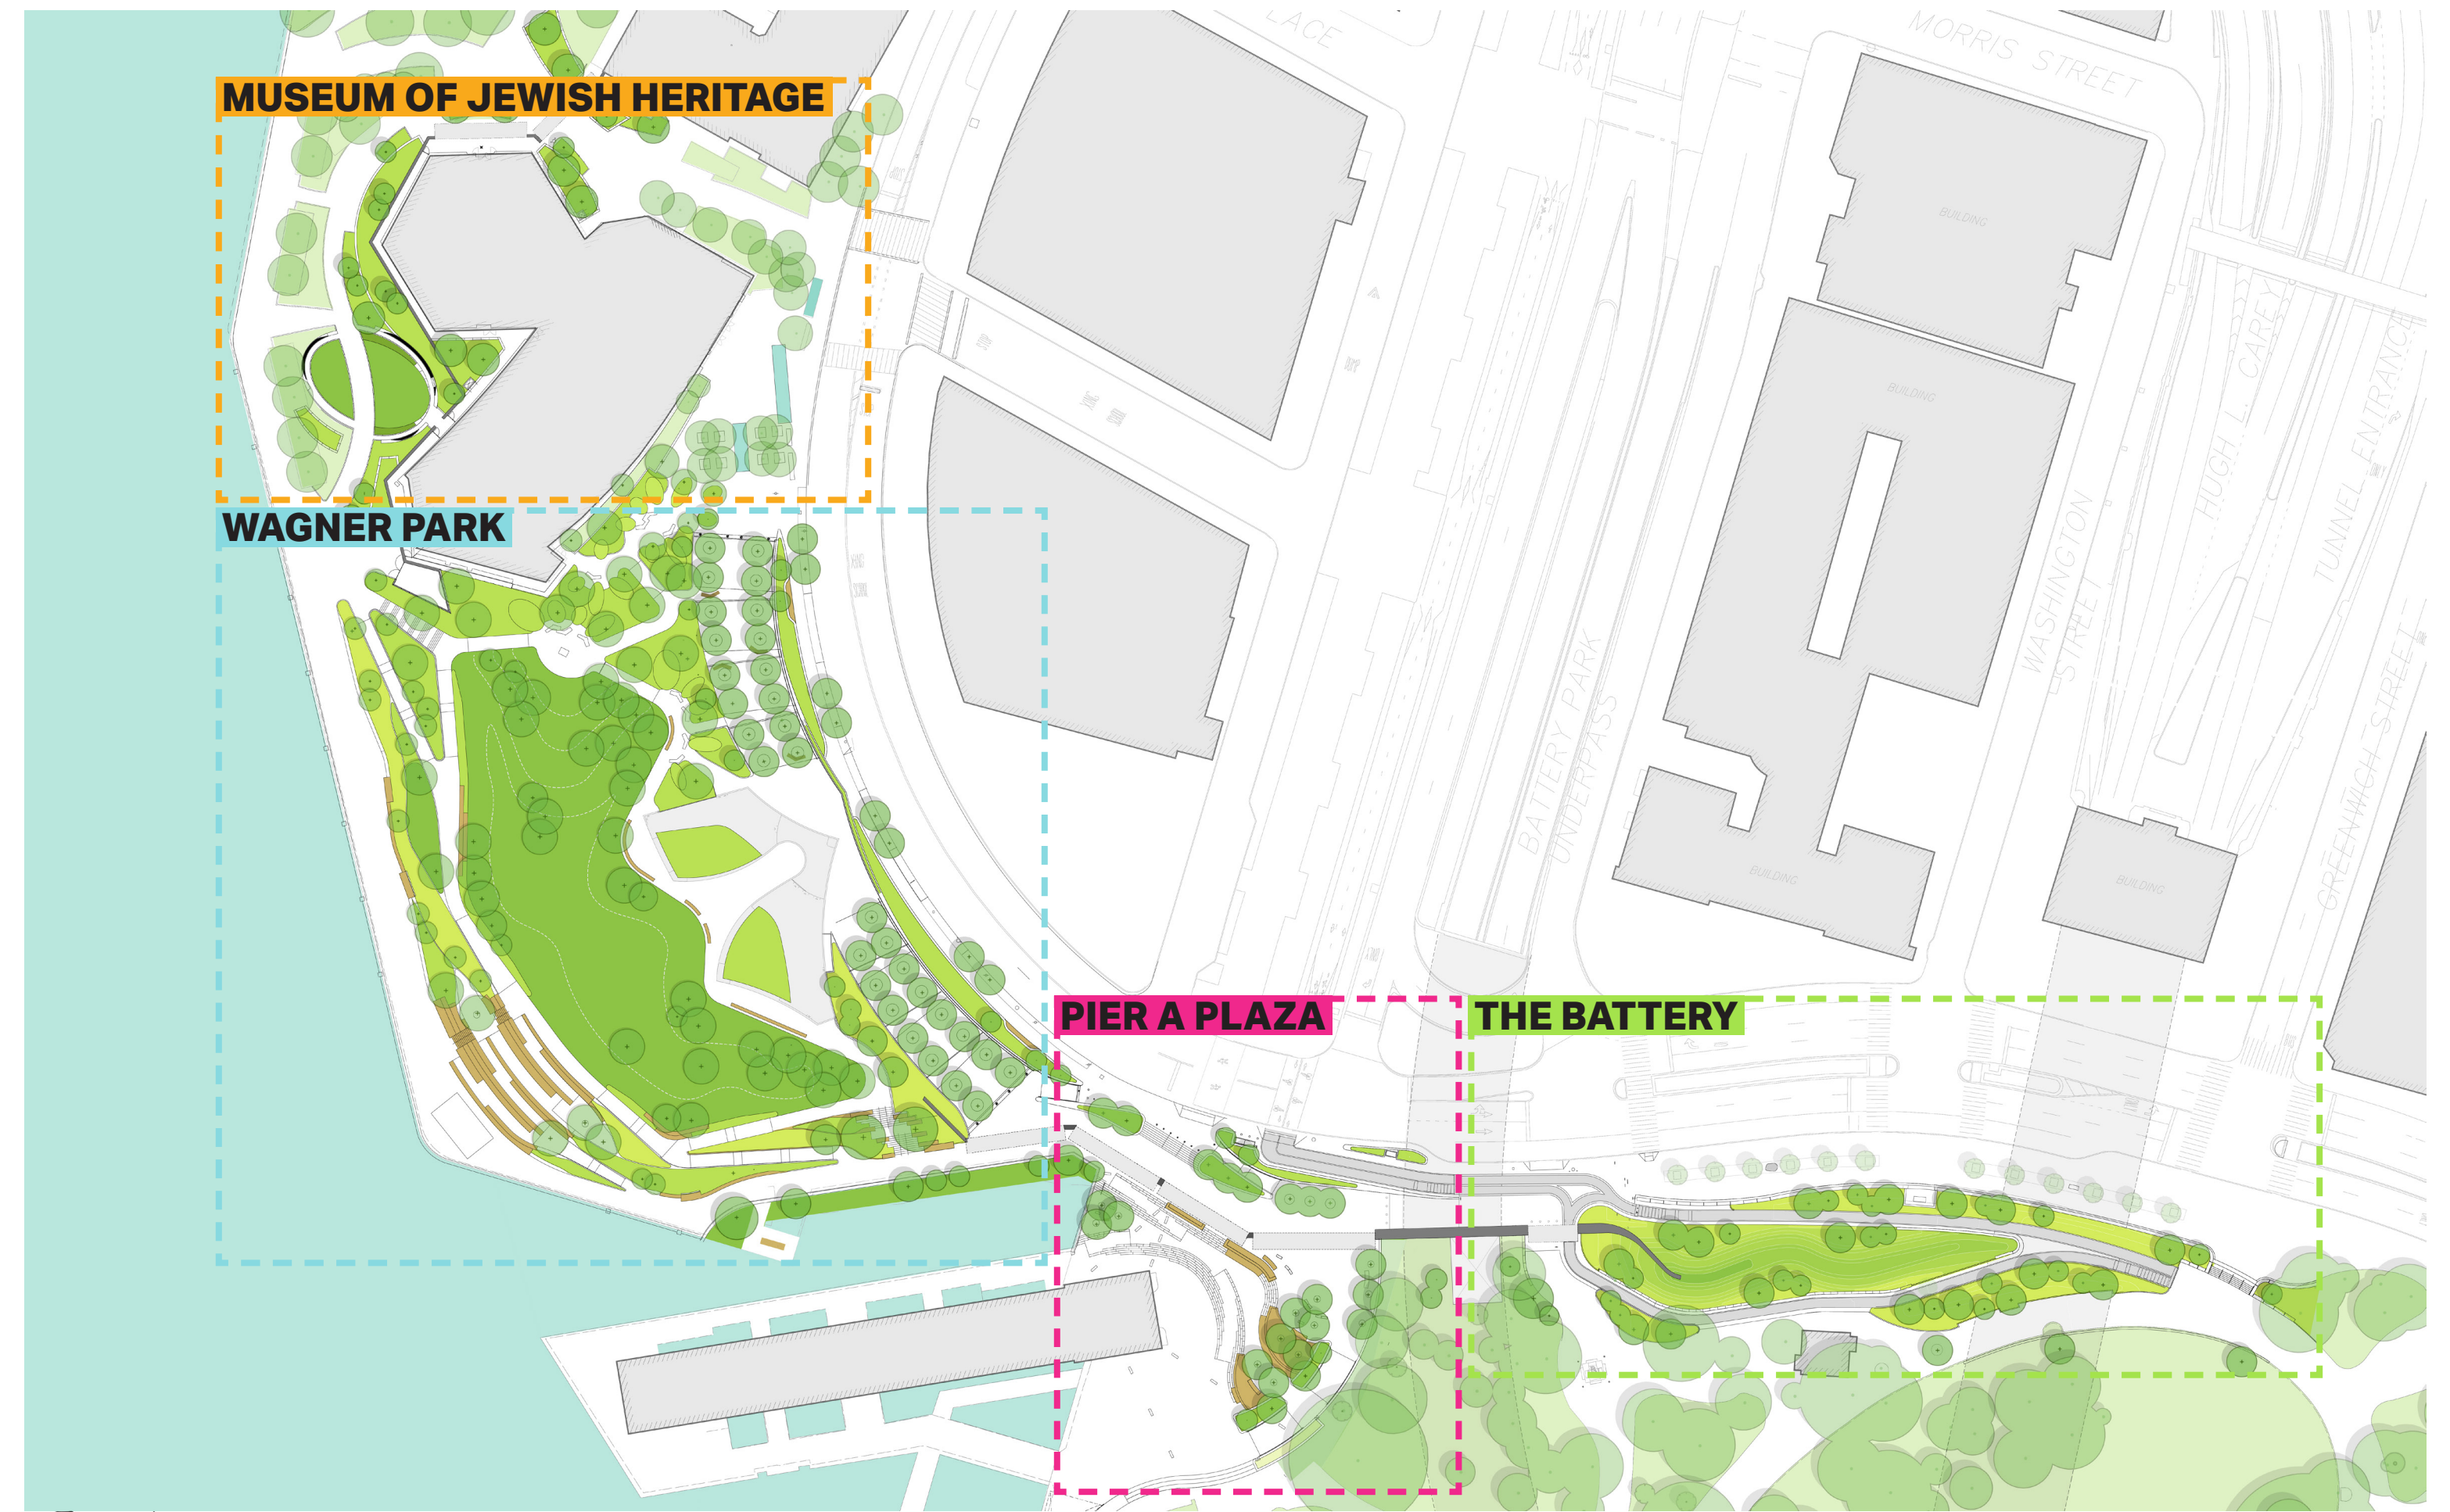 LACE
MORRIS STREET
MUSEUM OF JEWISH HERITAGE
BUILDING
HUGH L. CAREY
TUNNEL ENTRANCE
BUILDING
WAGNER PARK
WASHINGTON
STREET
BATTERY PARK
UNDERPASS
GREENWICH STREET
BUILDING
BUILDING
PIER A PLAZA
THE BATTERY